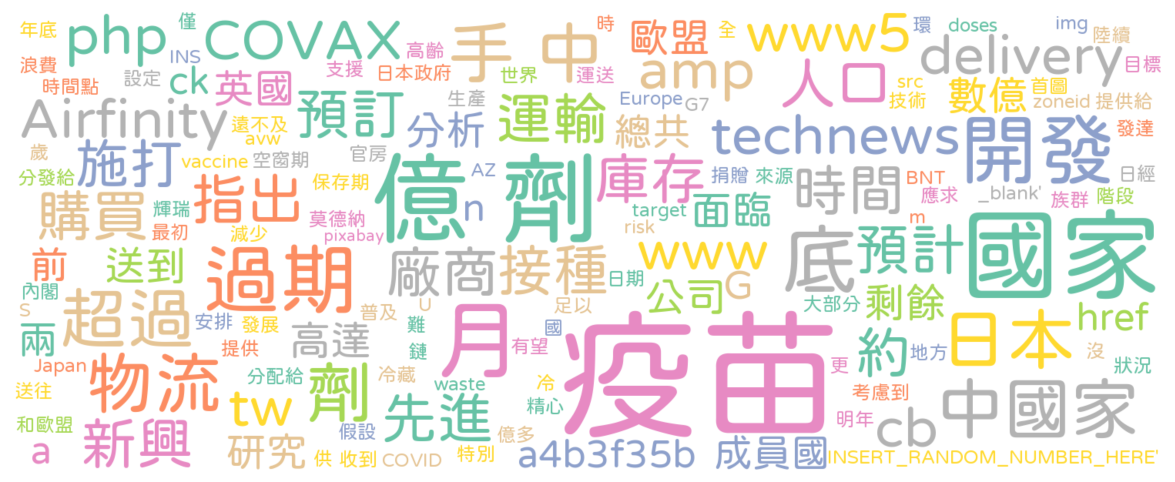 年底 php 僅 COVAX 手 中 時 歐盟 全 www5 環 doses img 陸續
浪費 INS 高齡 amp delivery 目標
時間點 設定 ck 英國 支援 日本政府 世界 運送 人口 src 數億 首圖
Airfinity 預訂 生產 運輸 Europe G7 技術 zoneid 提供給
遠不及 avw 分析 總共 technews 開發 發達
歲 施打 vaccine 空窗期 官房 億 劑 庫存 捐贈 來源 時間 BNT _blank' 日經
分發給 指出 保存期 AZ 應求 族群 階段
購買 輝瑞 莫德納 n target 面臨 m 國家
最初 減少 pixabay risk
前 送到 過期 廠商 接種 www 底 預計
內閣 日期 公司 G 大部分 剩餘
S 超過 安排 發展 普及 U 足以 href
兩 提供 高達 難 月 國 疫苗 約 地方 日本 沒
Japan 物流 鏈 有望 更 狀況
送往 分配給 劑 冷藏 waste 冷 考慮到 中國家
tw 先進 精心
和歐盟 假設 億多 明年 cb
a 新興 研究 供 收到 COVID 特別 a4b3f35b 成員國 INSERT_RANDOM_NUMBER_HERE'